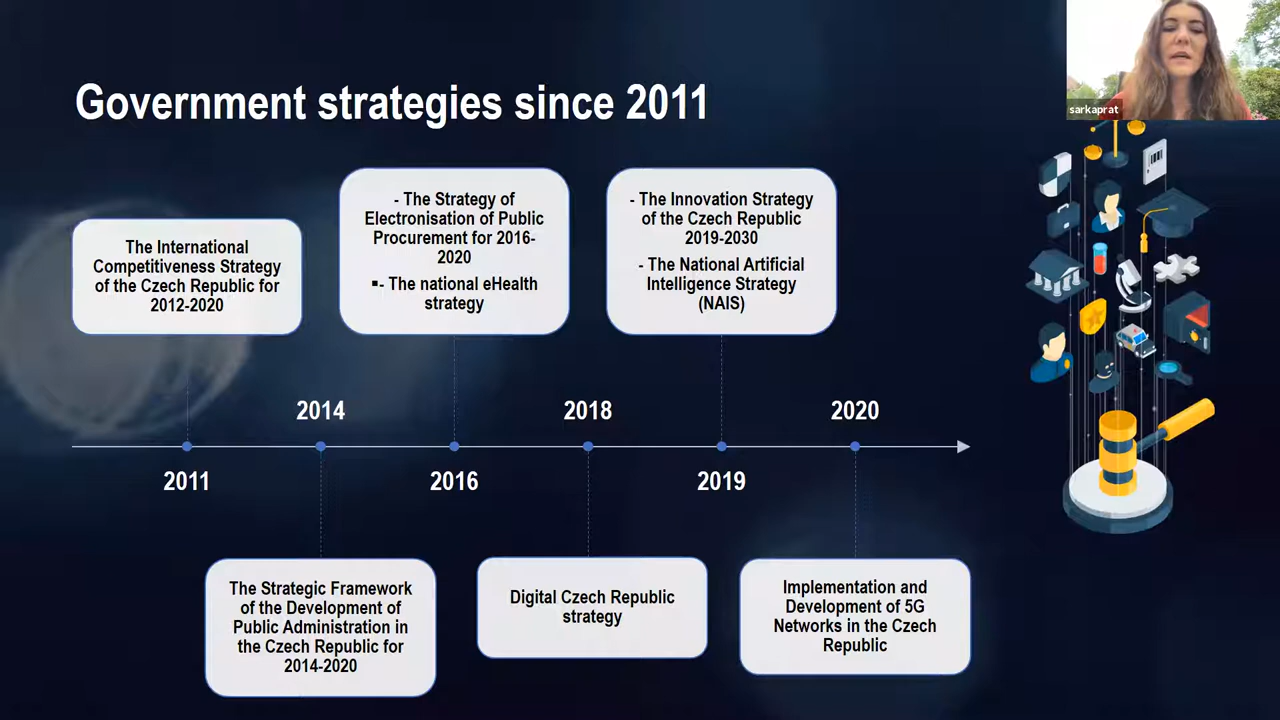 Government strategies since 2011
sarkaprat
The International
Competitiveness Strategy
of the Czech Republic for
2012-2020
- The Strategy of
Electronisation of Public
Procurement for 2016-
2020
▪- The national eHealth
strategy
- The Innovation Strategy
of the Czech Republic
2019-2030
- The National Artificial
Intelligence Strategy
(NAIS)
2014
2018
2020
2011
2016
2019
The Strategic Framework
of the Development of
Public Administration in
the Czech Republic for
2014-2020
Digital Czech Republic
strategy
Implementation and
Development of 5G
Networks in the Czech
Republic